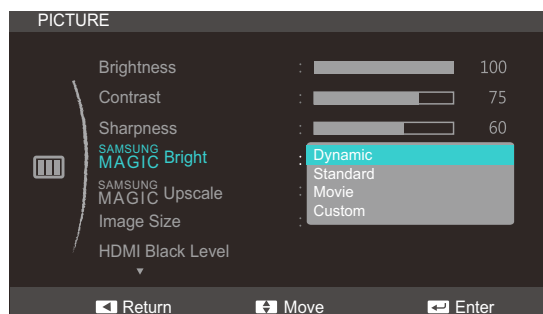 PICTURE
Brightness : 100
Contrast : 75
Sharpness : 60
SAMSUNG MAGIC Bright : Dynamic
Standard
SAMSUNG MAGIC Upscale : Movie
Custom
Image Size :
HDMI Black Level
Return Move Enter